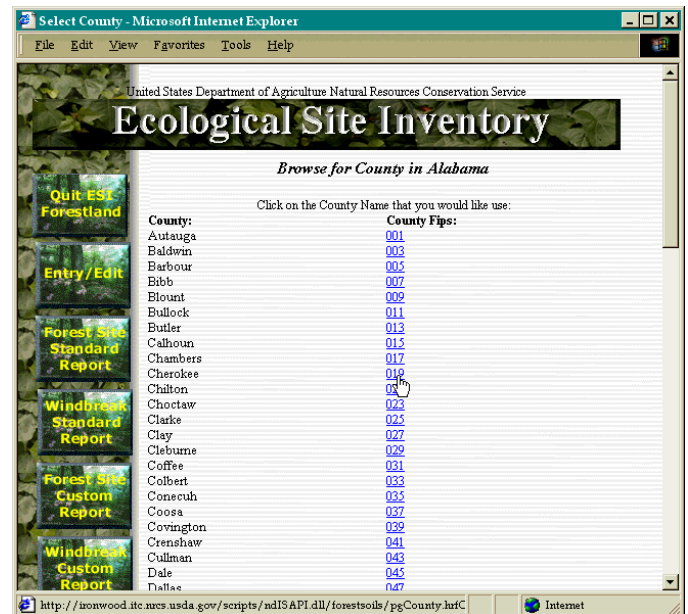 Select County - Microsoft Internet Explorer
File Edit View Favorites Tools Help
United States Department of Agriculture Natural Resources Conservation Service
Ecological Site Inventory
Browse for County in Alabama
Click on the County Name that you would like use:
County: County Fips:
Autauga 001
Baldwin 003
Barbour 005
Bibb 007
Blount 009
Bullock 011
Butler 013
Calhoun 015
Chambers 017
Cherokee 019
Chilton
Choctaw 023
Clarke 025
Clay 027
Cleburne 029
Coffee 031
Colbert 033
Conecuh 035
Coosa 037
Covington 039
Crenshaw 041
Cullman 043
Dale 045
Dallas 047
Quit ESI
Forestland
Entry/Edit
Forest Site
Standard
Report
Windbreak
Standard
Report
Forest Site
Custom
Report
Windbreak
Custom
Report
http://ironwood.itc.nrcs.usda.gov/scripts/ndISAPI.dll/forestsoils/pgCounty.hrfC Internet